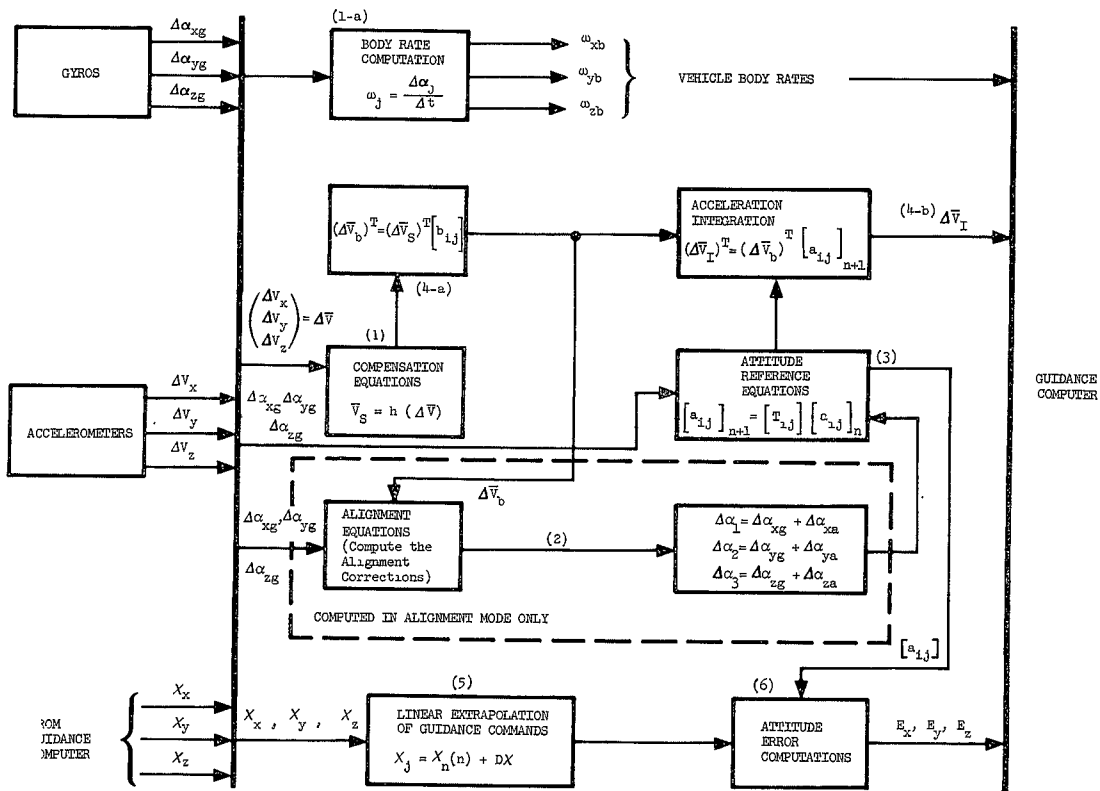 (1-a)
GYROS
Δα_xg
Δα_yg
Δα_zg
BODY RATE
COMPUTATION
ω_j = Δα_j / Δt
ω_xb
ω_yb
ω_zb
VEHICLE BODY RATES
(ΔV̅_b)^T=(ΔV̅_S)^T[b_ij]
(4-a)
ACCELERATION
INTEGRATION
(ΔV̅_I)^T=(ΔV̅_b)^T [a_ij]_n+1
(4-b) ΔV̅_I
(ΔV_x
ΔV_y
ΔV_z) = ΔV̅
(1)
COMPENSATION
EQUATIONS
V̅_S = h (ΔV̅)
ATTITUDE
REFERENCE
EQUATIONS
[a_ij]_n+1 = [T_ij] [c_ij]_n
(3)
GUIDANCE
COMPUTER
ACCELEROMETERS
ΔV_x
ΔV_y
ΔV_z
Δα_xg Δα_yg
Δα_zg
ΔV̅_b
Δα_xg, Δα_yg
Δα_zg
ALIGNMENT
EQUATIONS
(Compute the
Alignment
Corrections)
(2)
Δα_1 = Δα_xg + Δα_xa
Δα_2 = Δα_yg + Δα_ya
Δα_3 = Δα_zg + Δα_za
COMPUTED IN ALIGNMENT MODE ONLY
[a_ij]
ROM
UIDANCE
OMPUTER
X_x
X_y
X_z
X_x , X_y , X_z
(5)
LINEAR EXTRAPOLATION
OF GUIDANCE COMMANDS
X_j = X_n(n) + DX
(6)
ATTITUDE
ERROR
COMPUTATIONS
E_x, E_y, E_z